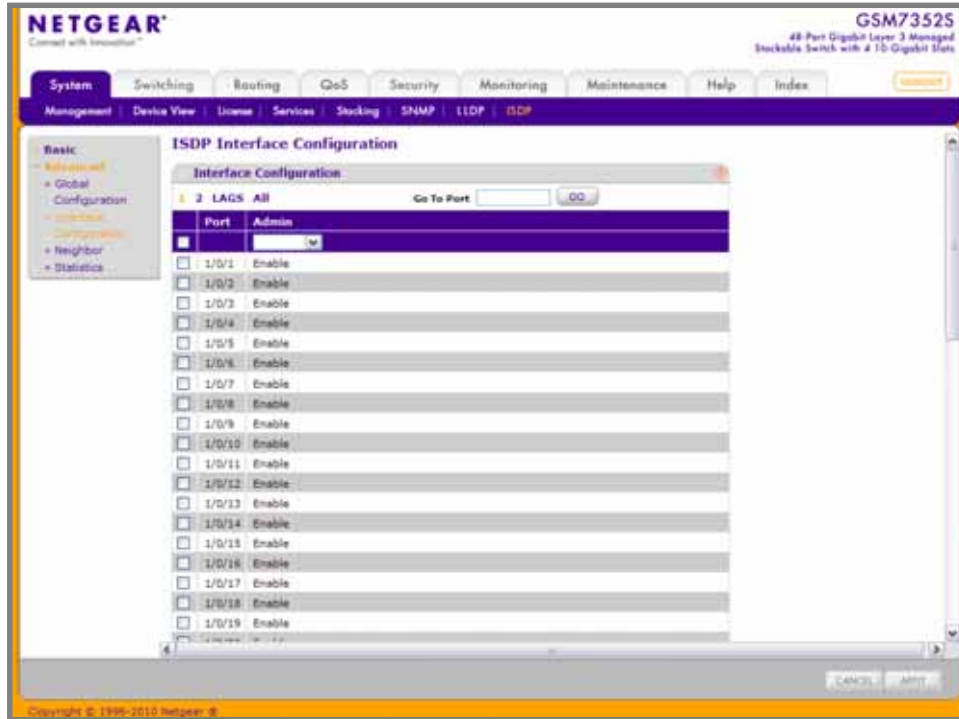 NETGEAR®
Connect with Innovation™
GSM7352S
48-Port Gigabit Layer 3 Managed
Stackable Switch with 4 10-Gigabit Slots
System Switching Routing QoS Security Monitoring Maintenance Help Index LOGOUT
Management Device View License Services Stacking SNMP LLDP ISDP
Basic
Advanced
Global
Configuration
Interface
Configuration
Neighbor
Statistics
ISDP Interface Configuration
Interface Configuration
1 2 LAGS All Go To Port GO
Port Admin
1/0/1 Enable
1/0/2 Enable
1/0/3 Enable
1/0/4 Enable
1/0/5 Enable
1/0/6 Enable
1/0/7 Enable
1/0/8 Enable
1/0/9 Enable
1/0/10 Enable
1/0/11 Enable
1/0/12 Enable
1/0/13 Enable
1/0/14 Enable
1/0/15 Enable
1/0/16 Enable
1/0/17 Enable
1/0/18 Enable
1/0/19 Enable
CANCEL APPLY
Copyright © 1996-2010 Netgear ®